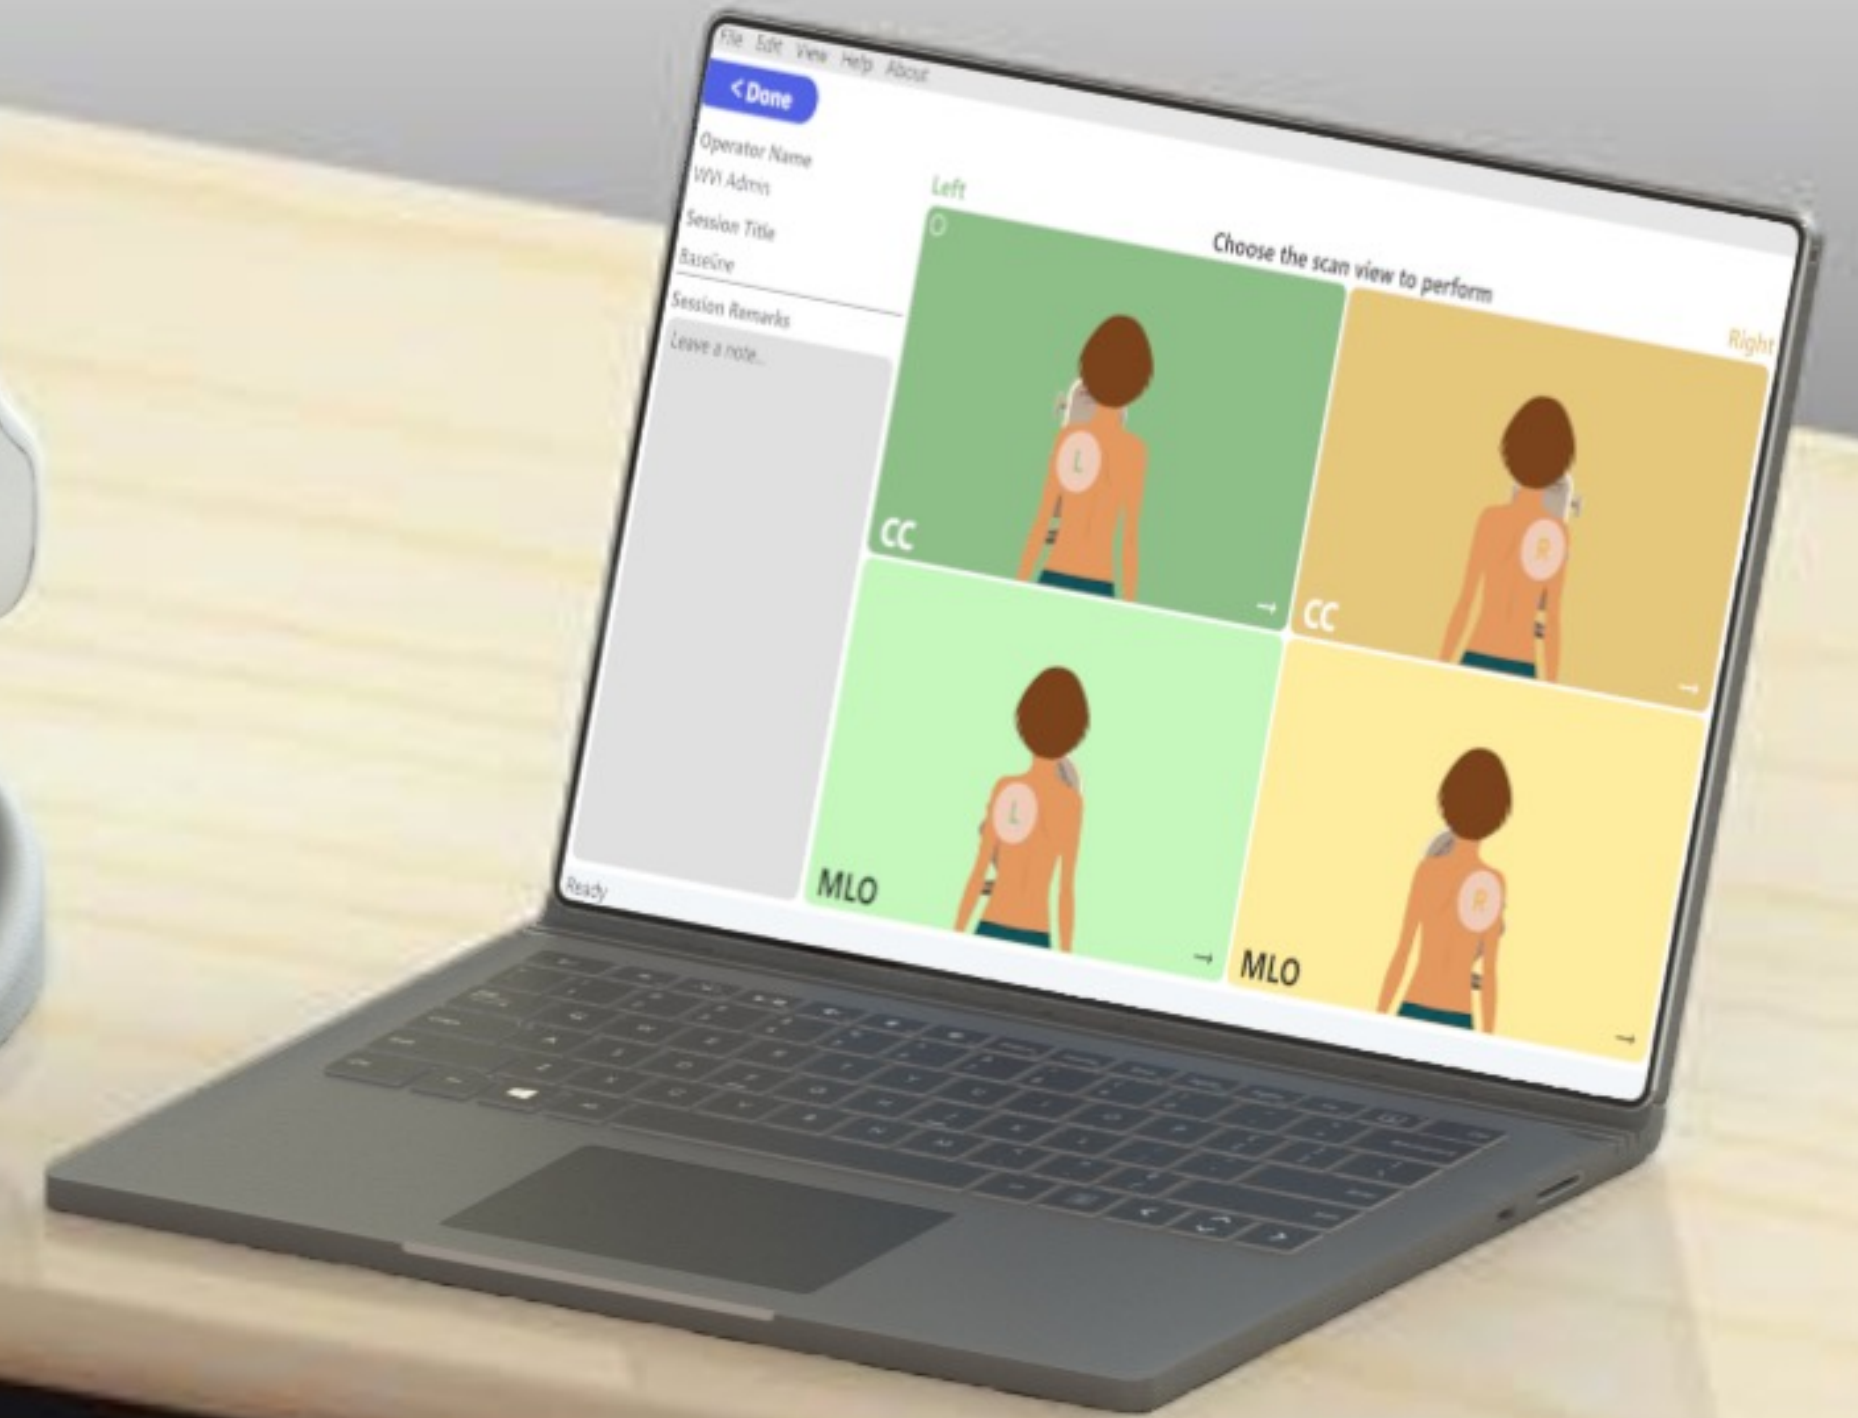 File Edit View Help About
< Done
Operator Name
WVI Admin
Session Title
Baseline
Session Remarks
Leave a note...
Ready
Choose the scan view to perform
Left
Right
L
CC
R
CC
L
MLO
R
MLO